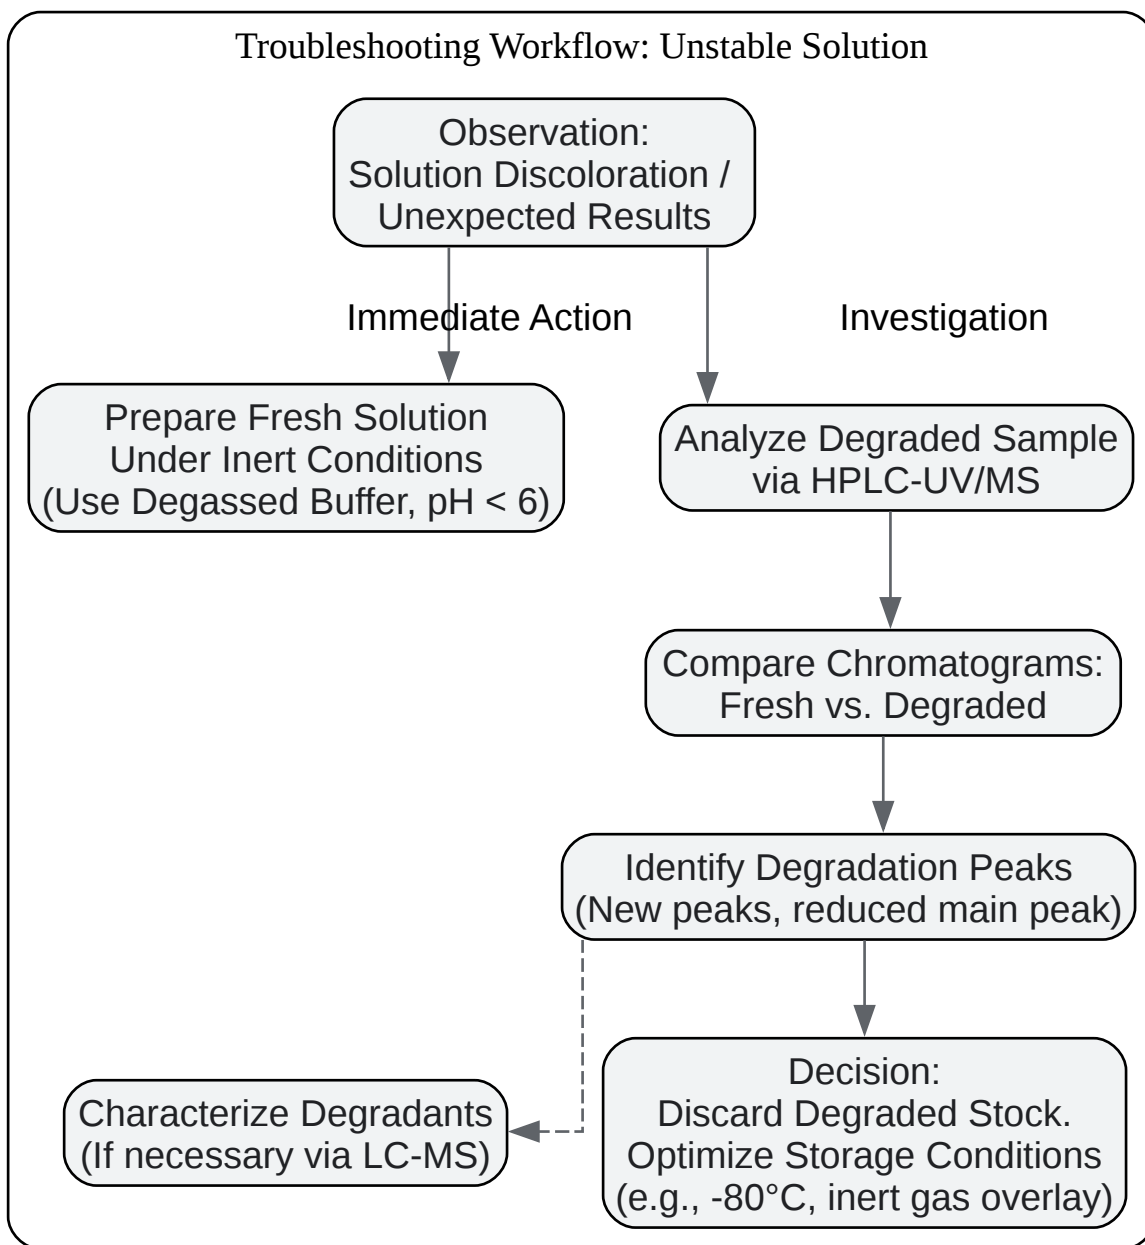 Troubleshooting Workflow: Unstable Solution
Observation:
Solution Discoloration /
Unexpected Results
Immediate Action
Investigation
Prepare Fresh Solution
Under Inert Conditions
(Use Degassed Buffer, pH < 6)
Analyze Degraded Sample
via HPLC-UV/MS
Compare Chromatograms:
Fresh vs. Degraded
Identify Degradation Peaks
(New peaks, reduced main peak)
Characterize Degradants
(If necessary via LC-MS)
Decision:
Discard Degraded Stock.
Optimize Storage Conditions
(e.g., -80°C, inert gas overlay)